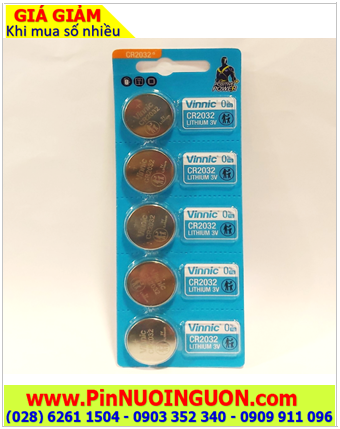 GIÁ GIẢM
Khi mua số nhiều
CR2032
Vinnic
CR2032
LITHIUM 3V
Vinnic
CR2032
LITHIUM 3V
Vinnic
CR2032
LITHIUM 3V
Vinnic
CR2032
LITHIUM 3V
Vinnic
CR2032
LITHIUM 3V
www.PinNUOINGUON.com
(028) 6261 1504 - 0903 352 340 - 0909 911 096